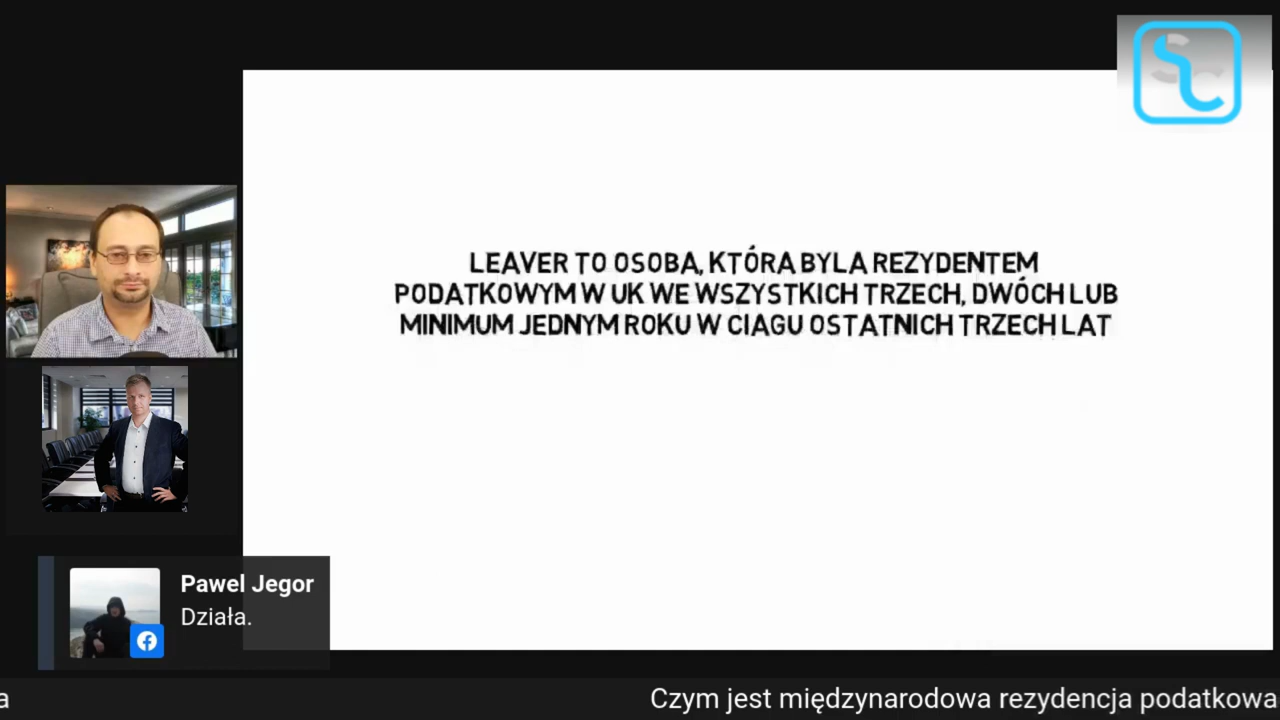 LEAVER TO OSOBA, KTÓRA BYLA REZYDENTEM
PODATKOWYM W UK WE WSZYSTKICH TRZECH, DWÓCH LUB
MINIMUM JEDNYM ROKU W CIAGU OSTATNICH TRZECH LAT
Pawel Jegor
Działa.
a
Czym jest międzynarodowa rezydencja podatkowa